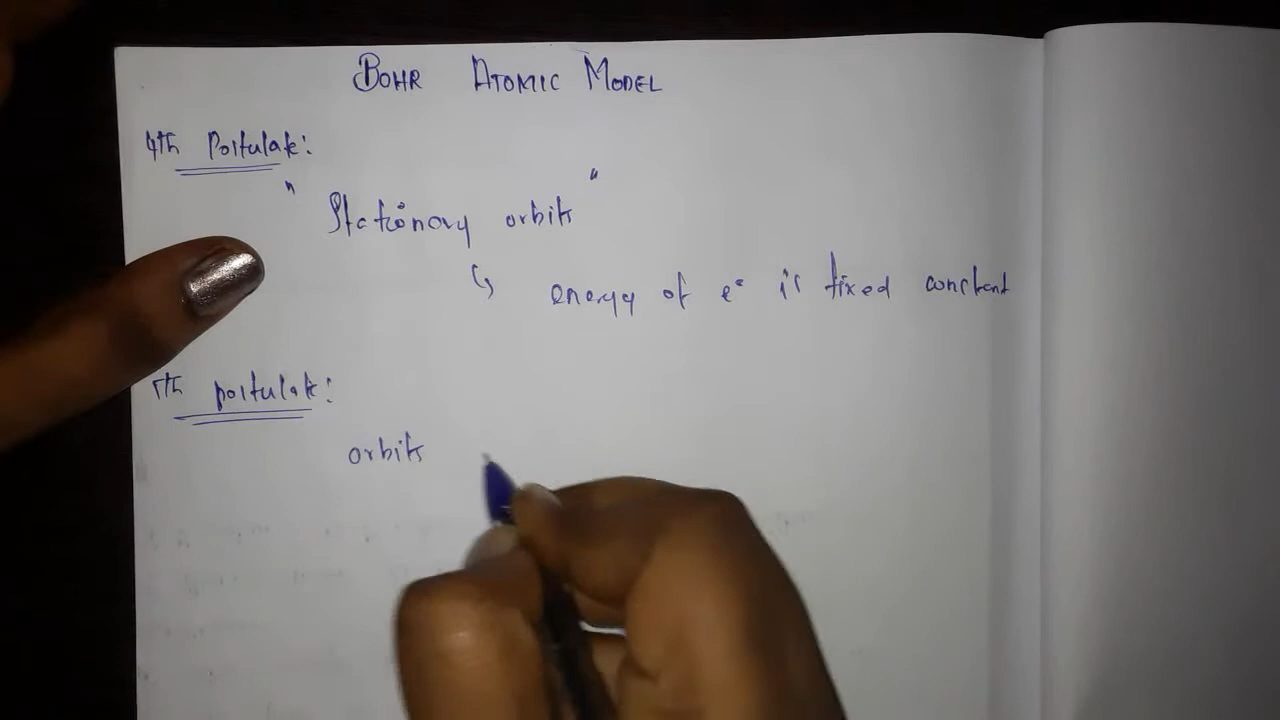 BOHR ATOMIC MODEL
4th Postulate:
" Stationary orbits "
↳ energy of e⁻ is fixed constant
5th postulate:
orbits